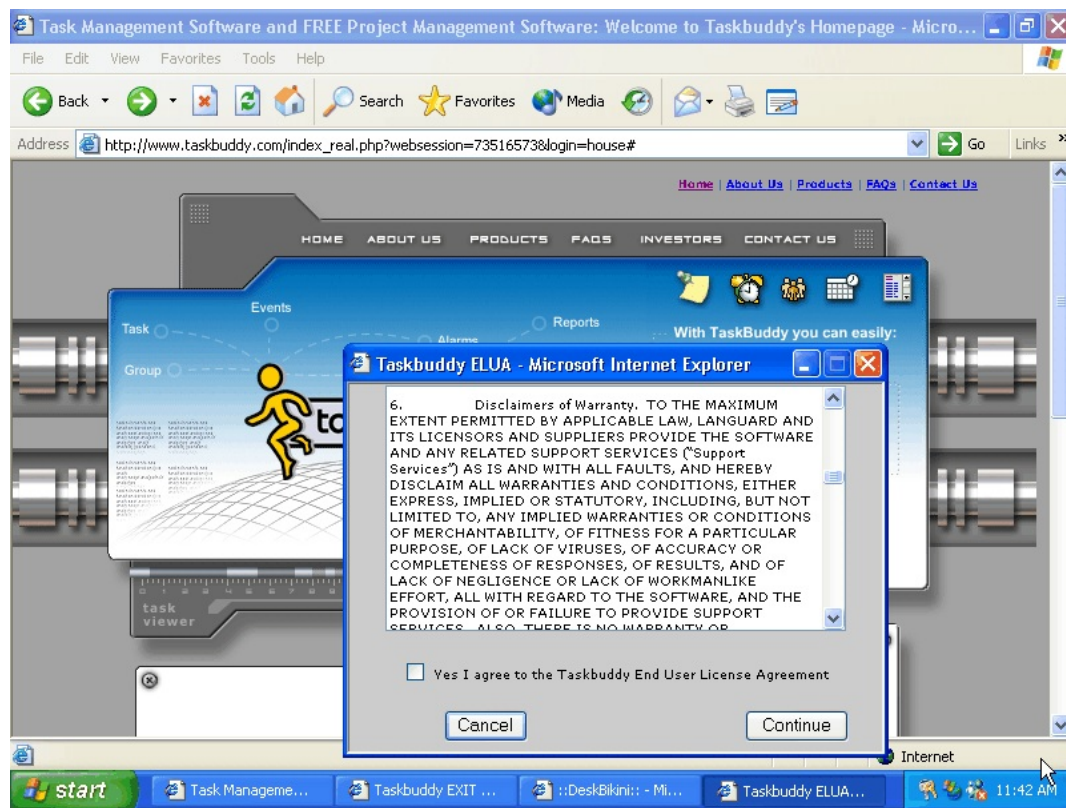 Task Management Software and FREE Project Management Software: Welcome to Taskbuddy's Homepage - Micro...
File Edit View Favorites Tools Help
Back Search Favorites Media
Address http://www.taskbuddy.com/index_real.php?websession=73516573&login=house# Go Links »
Home | About Us | Products | FAQs | Contact Us
HOME ABOUT US PRODUCTS FAQS INVESTORS CONTACT US
Events
Task
Reports
Alarms
With TaskBuddy you can easily:
Group
Taskbuddy ELUA - Microsoft Internet Explorer
6. Disclaimers of Warranty. TO THE MAXIMUM
EXTENT PERMITTED BY APPLICABLE LAW, LANGUARD AND
ITS LICENSORS AND SUPPLIERS PROVIDE THE SOFTWARE
AND ANY RELATED SUPPORT SERVICES ("Support
Services") AS IS AND WITH ALL FAULTS, AND HEREBY
DISCLAIM ALL WARRANTIES AND CONDITIONS, EITHER
EXPRESS, IMPLIED OR STATUTORY, INCLUDING, BUT NOT
LIMITED TO, ANY IMPLIED WARRANTIES OR CONDITIONS
OF MERCHANTABILITY, OF FITNESS FOR A PARTICULAR
PURPOSE, OF LACK OF VIRUSES, OF ACCURACY OR
COMPLETENESS OF RESPONSES, OF RESULTS, AND OF
LACK OF NEGLIGENCE OR LACK OF WORKMANLIKE
EFFORT, ALL WITH REGARD TO THE SOFTWARE, AND THE
PROVISION OF OR FAILURE TO PROVIDE SUPPORT
SERVICES. ALSO, THERE IS NO WARRANTY OR
task
viewer
Yes I agree to the Taskbuddy End User License Agreement
Cancel Continue
Internet
start Task Manageme... Taskbuddy EXIT ... ::DeskBikini:: - Mi... Taskbuddy ELUA... 11:42 AM